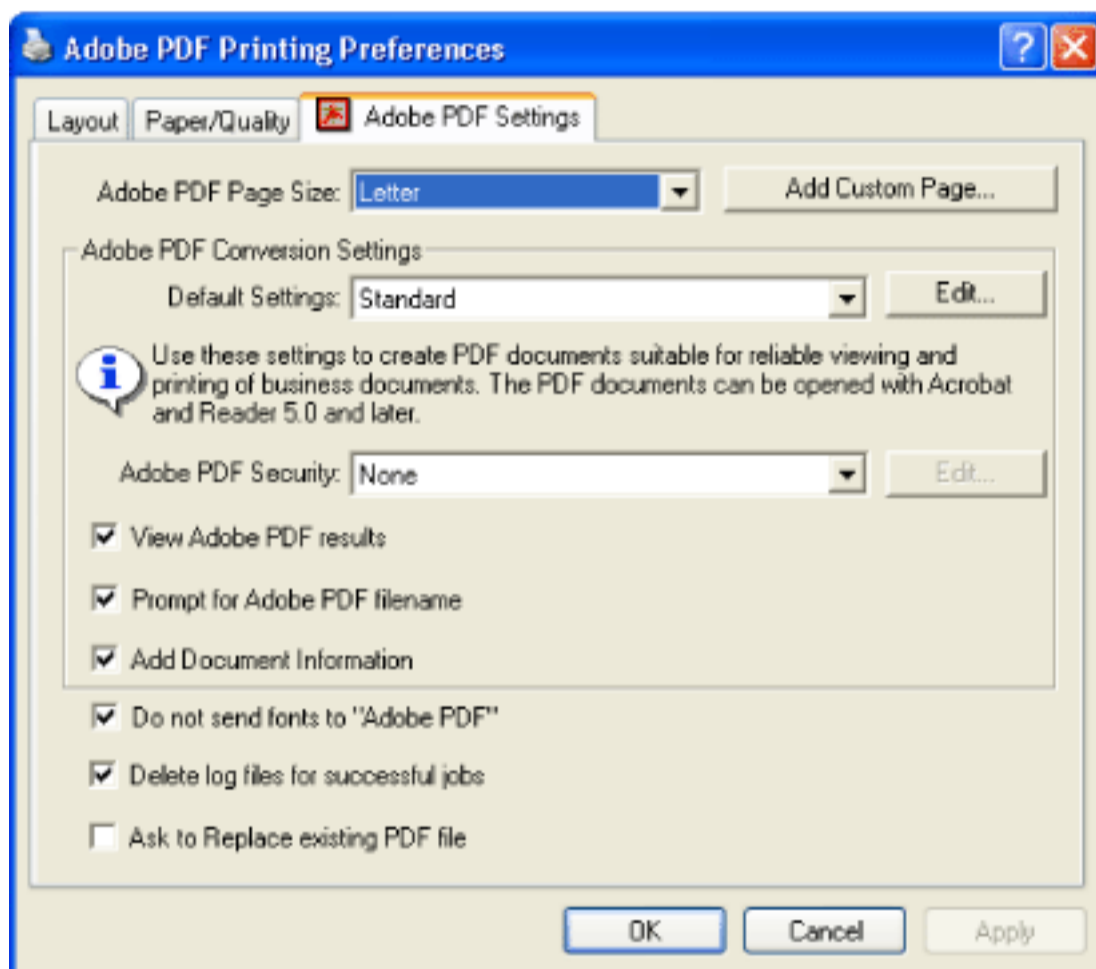 Adobe PDF Printing Preferences
?
Layout Paper/Quality Adobe PDF Settings
Adobe PDF Page Size: Letter Add Custom Page...
Adobe PDF Conversion Settings
Default Settings: Standard Edit...
Use these settings to create PDF documents suitable for reliable viewing and
printing of business documents. The PDF documents can be opened with Acrobat
and Reader 5.0 and later.
Adobe PDF Security: None Edit...
View Adobe PDF results
Prompt for Adobe PDF filename
Add Document Information
Do not send fonts to "Adobe PDF"
Delete log files for successful jobs
Ask to Replace existing PDF file
OK Cancel Apply